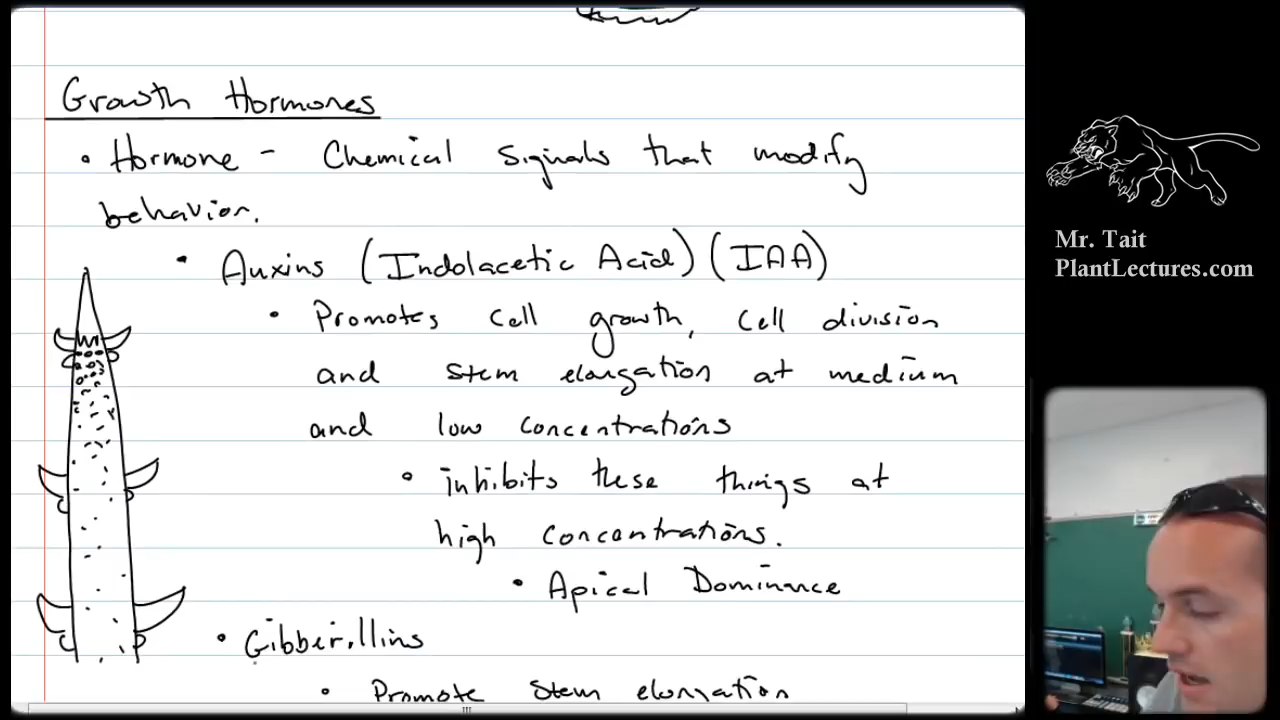 Growth Hormones
• Hormone - Chemical signals that modify
behavior.
• Auxins (Indolacetic Acid) (IAA)
• Promotes cell growth, cell division
and stem elongation at medium
and low concentrations
• inhibits these things at
high concentrations.
• Apical Dominance
• Gibberillins
• Promote stem elongation
Mr. Tait
PlantLectures.com